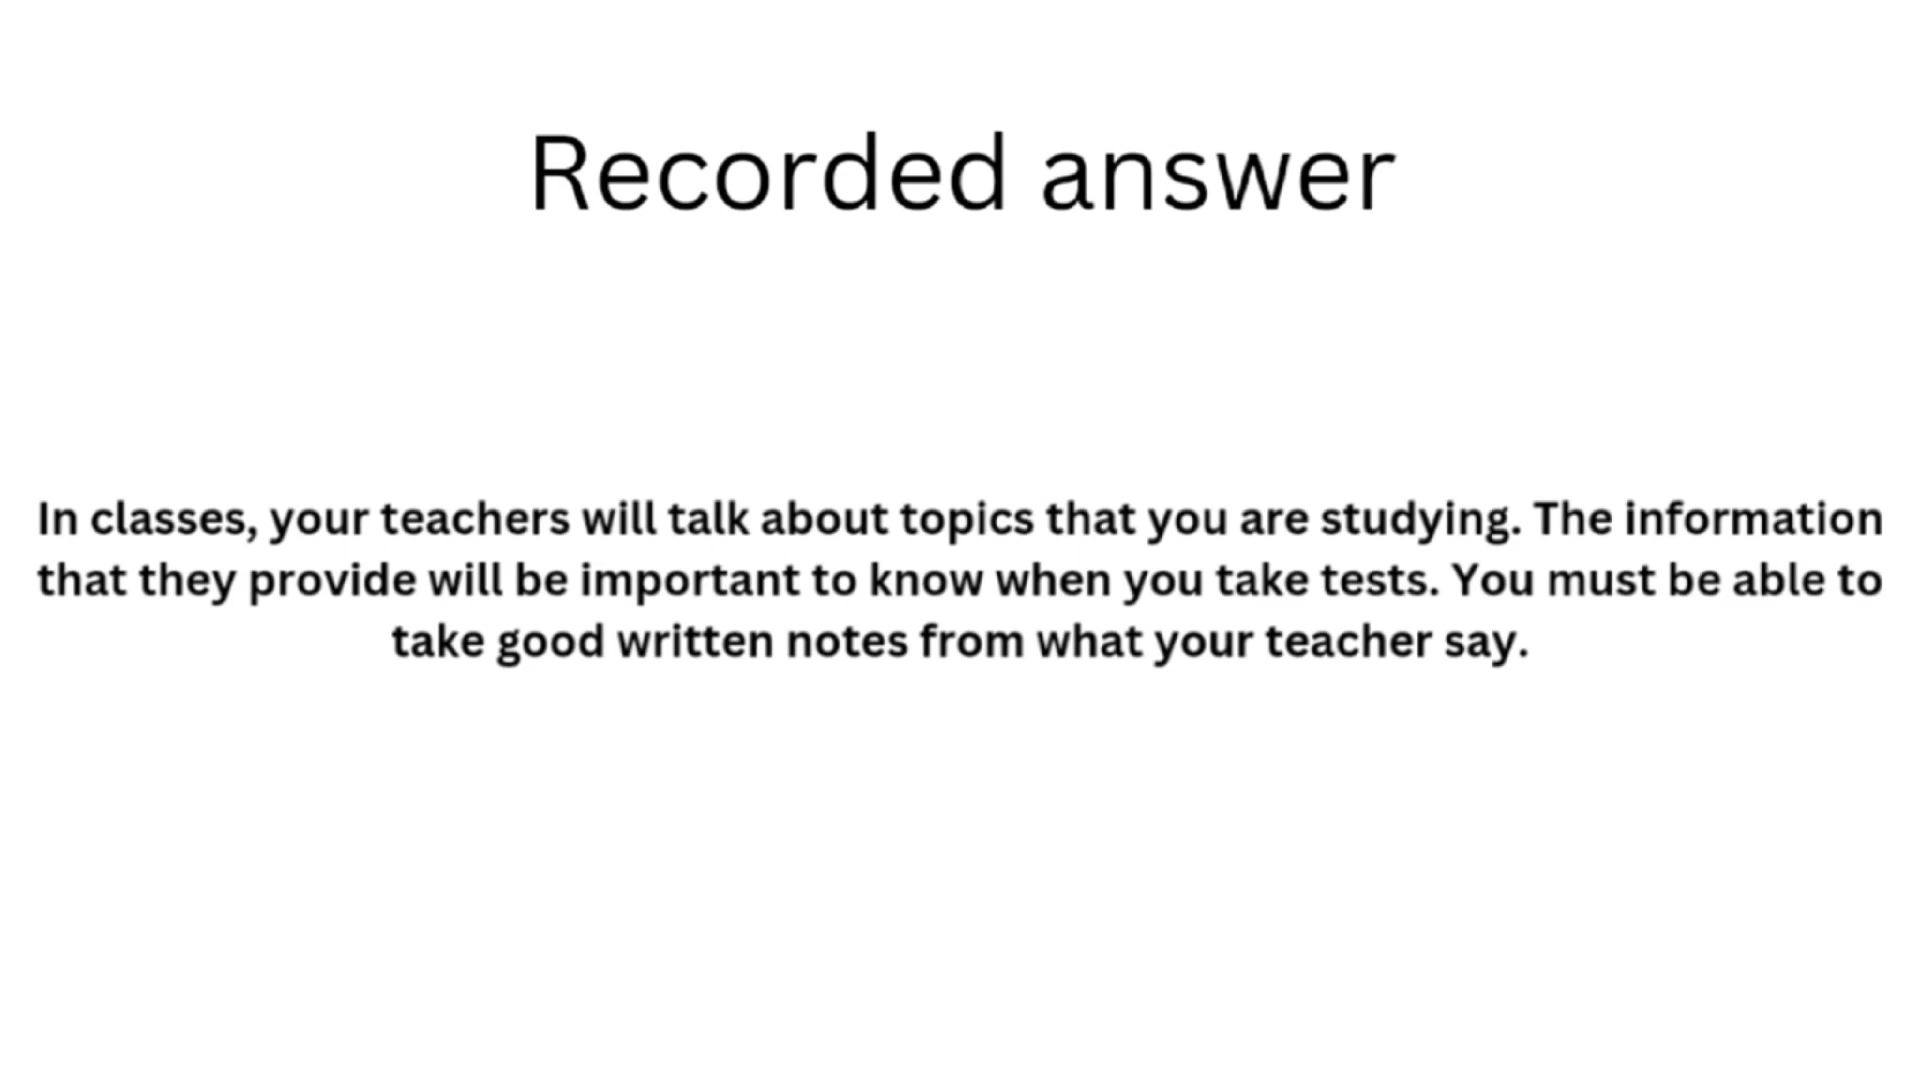 Recorded answer
In classes, your teachers will talk about topics that you are studying. The information
that they provide will be important to know when you take tests. You must be able to
take good written notes from what your teacher say.